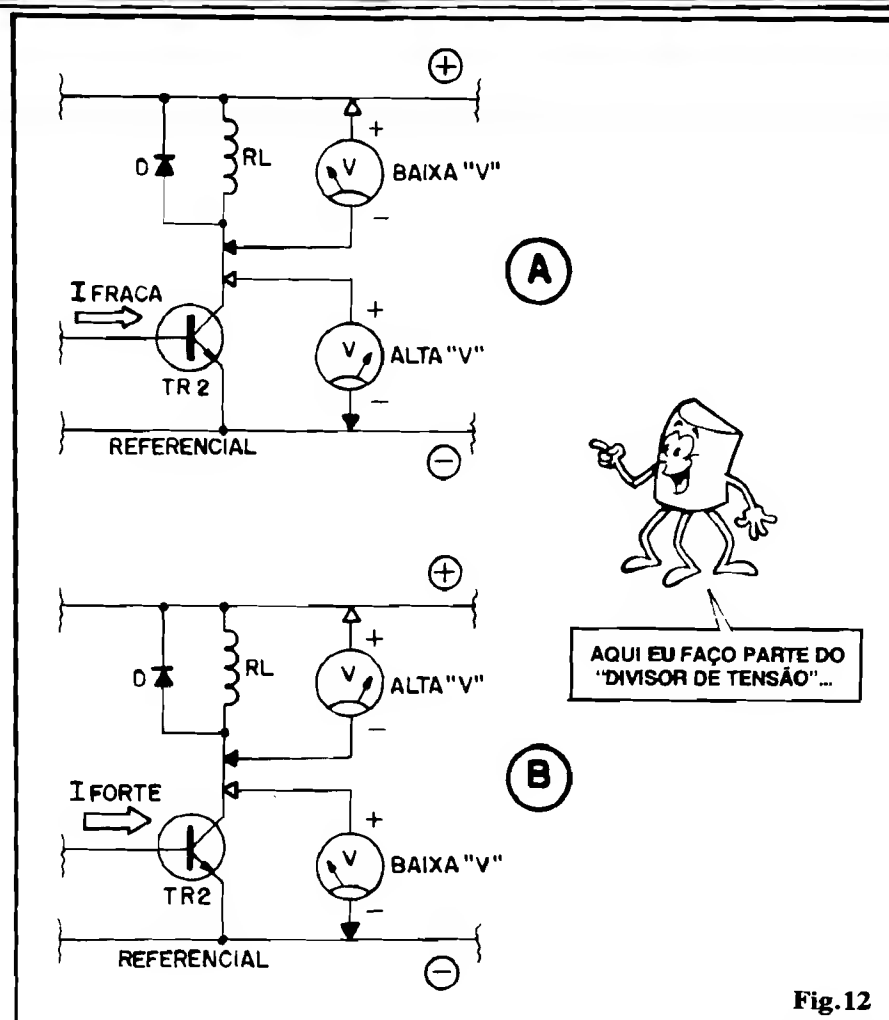 +
D
RL
+
V
BAIXA "V"
−
A
I FRACA
+
V
ALTA "V"
TR 2
−
REFERENCIAL
−
+
D
RL
+
V
ALTA "V"
−
B
I FORTE
+
V
BAIXA "V"
TR2
−
REFERENCIAL
−
AQUI EU FAÇO PARTE DO
"DIVISOR DE TENSÃO"...
Fig.12